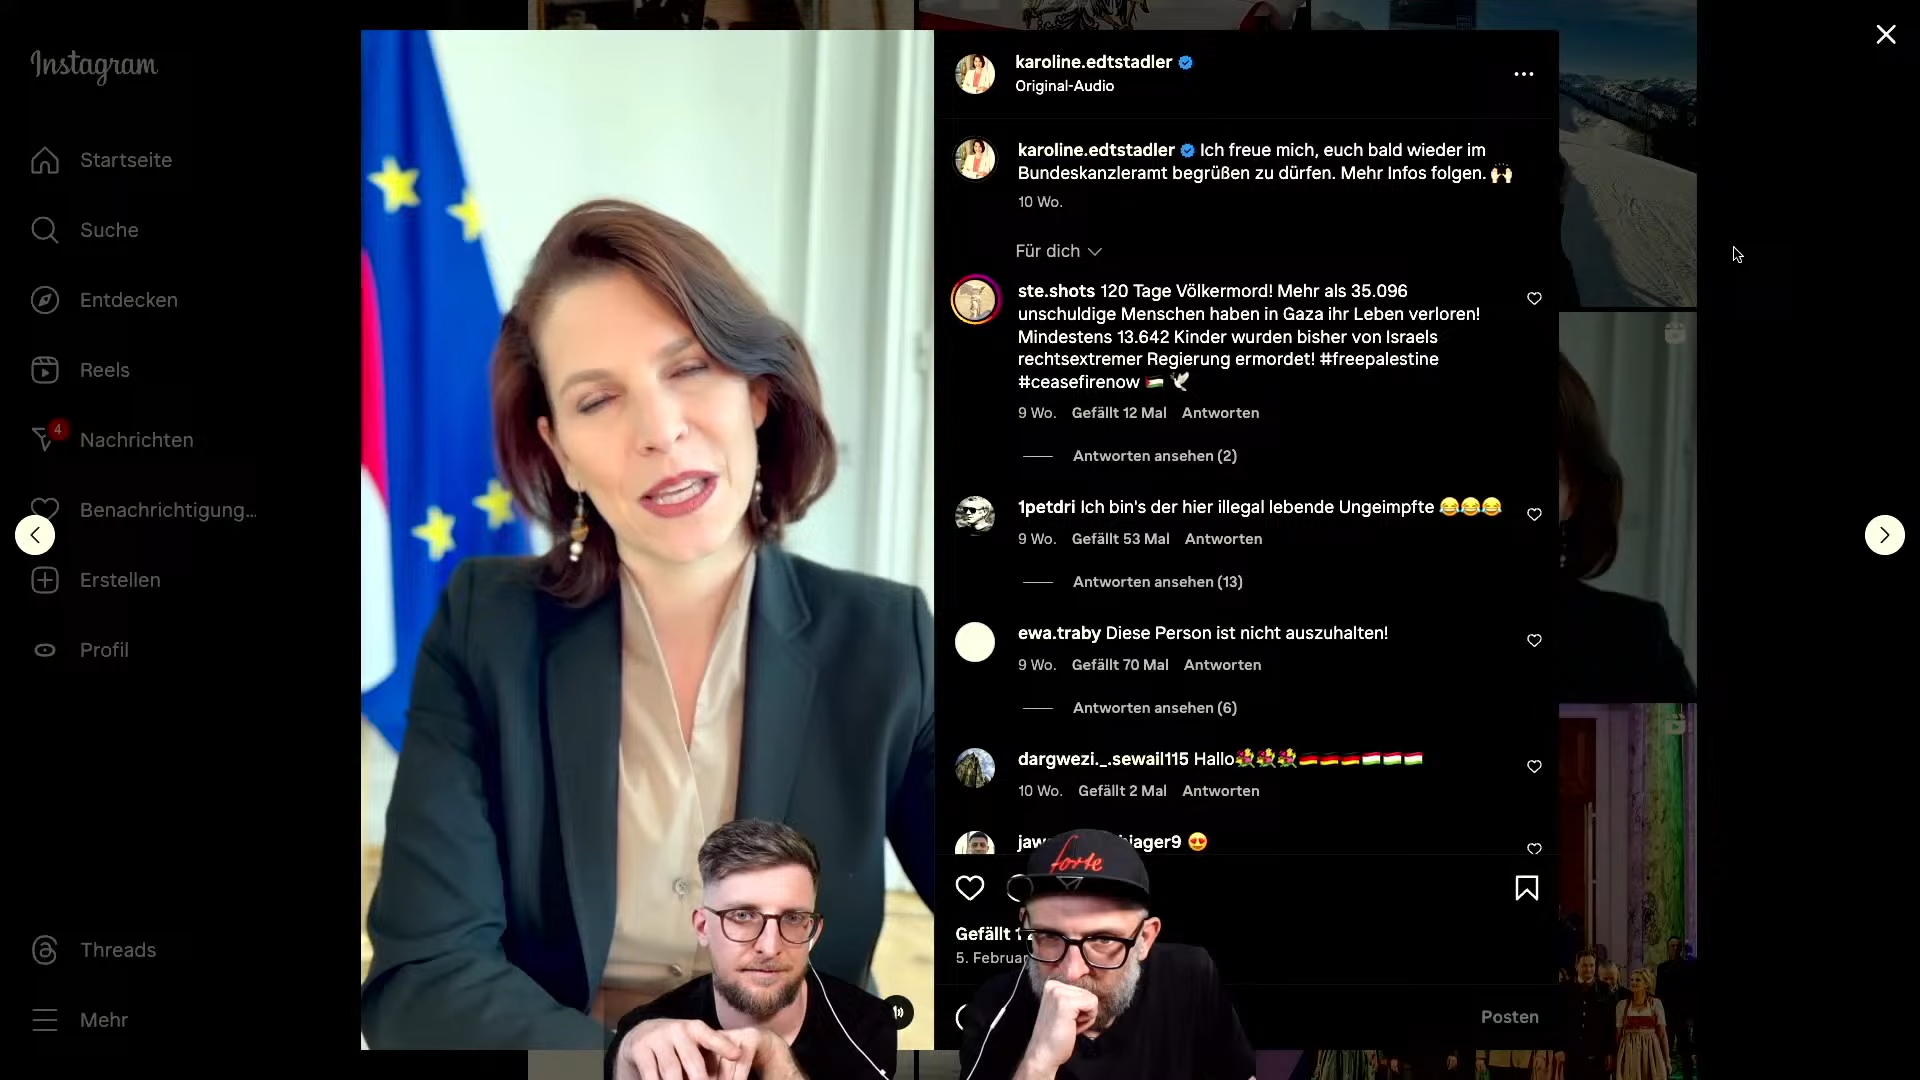 Instagram
Startseite
Suche
Entdecken
Reels
4
Nachrichten
Benachrichtigung...
Erstellen
Profil
Threads
Mehr
karoline.edtstadler
Original-Audio
karoline.edtstadler Ich freue mich, euch bald wieder im
Bundeskanzleramt begrüßen zu dürfen. Mehr Infos folgen. 🙌🏻
10 Wo.
Für dich
ste.shots 120 Tage Völkermord! Mehr als 35.096
unschuldige Menschen haben in Gaza ihr Leben verloren!
Mindestens 13.642 Kinder wurden bisher von Israels
rechtsextremer Regierung ermordet! #freepalestine
#ceasefirenow 🇵🇸 🕊
9 Wo. Gefällt 12 Mal Antworten
Antworten ansehen (2)
1petdri Ich bin's der hier illegal lebende Ungeimpfte 😂😂😂
9 Wo. Gefällt 53 Mal Antworten
Antworten ansehen (13)
ewa.traby Diese Person ist nicht auszuhalten!
9 Wo. Gefällt 70 Mal Antworten
Antworten ansehen (6)
dargwezi._.sewail115 Hallo💐💐💐🇩🇪🇩🇪🇩🇪🇭🇺🇭🇺🇭🇺
10 Wo. Gefällt 2 Mal Antworten
😍
forte
Gefällt
5. Februar
Posten